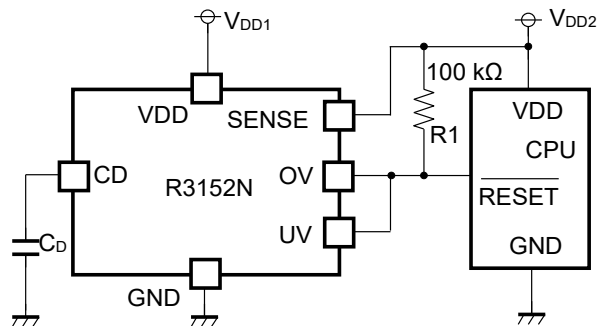 VDD1
VDD2
100 kΩ
VDD
SENSE
R1
VDD
CPU
CD
R3152N
OV
RESET
CD
UV
GND
GND